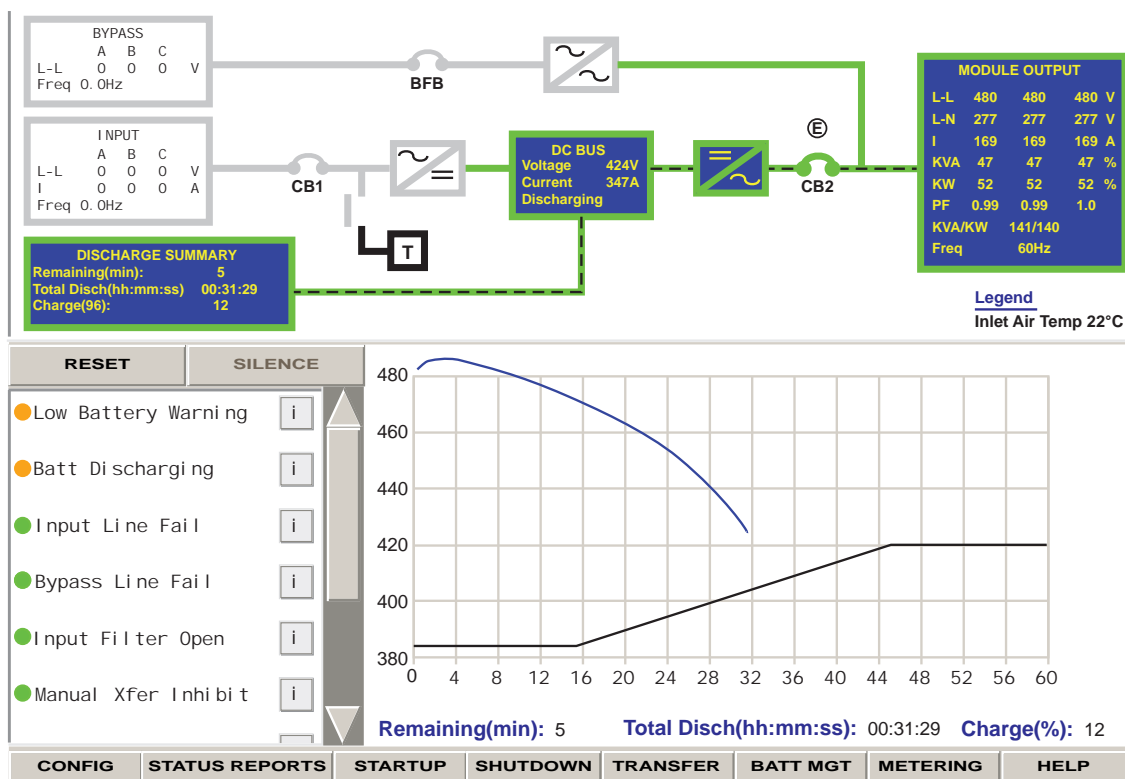 BYPASS
A B C
L-L 0 0 0 V
Freq 0.0Hz
BFB
INPUT
A B C
L-L 0 0 0 V
I 0 0 0 A
Freq 0.0Hz
CB1
T
DC BUS
Voltage 424V
Current 347A
Discharging
E
CB2
MODULE OUTPUT
L-L 480 480 480 V
L-N 277 277 277 V
I 169 169 169 A
KVA 47 47 47 %
KW 52 52 52 %
PF 0.99 0.99 1.0
KVA/KW 141/140
Freq 60Hz
DISCHARGE SUMMARY
Remaining(min): 5
Total Disch(hh:mm:ss) 00:31:29
Charge(96): 12
Legend
Inlet Air Temp 22°C
RESET SILENCE
Low Battery Warning i
Batt Discharging i
Input Line Fail i
Bypass Line Fail i
Input Filter Open i
Manual Xfer Inhibit i
480
460
440
420
400
380
0 4 8 12 16 20 24 28 32 36 40 44 48 52 56 60
Remaining(min): 5 Total Disch(hh:mm:ss): 00:31:29 Charge(%): 12
CONFIG STATUS REPORTS STARTUP SHUTDOWN TRANSFER BATT MGT METERING HELP